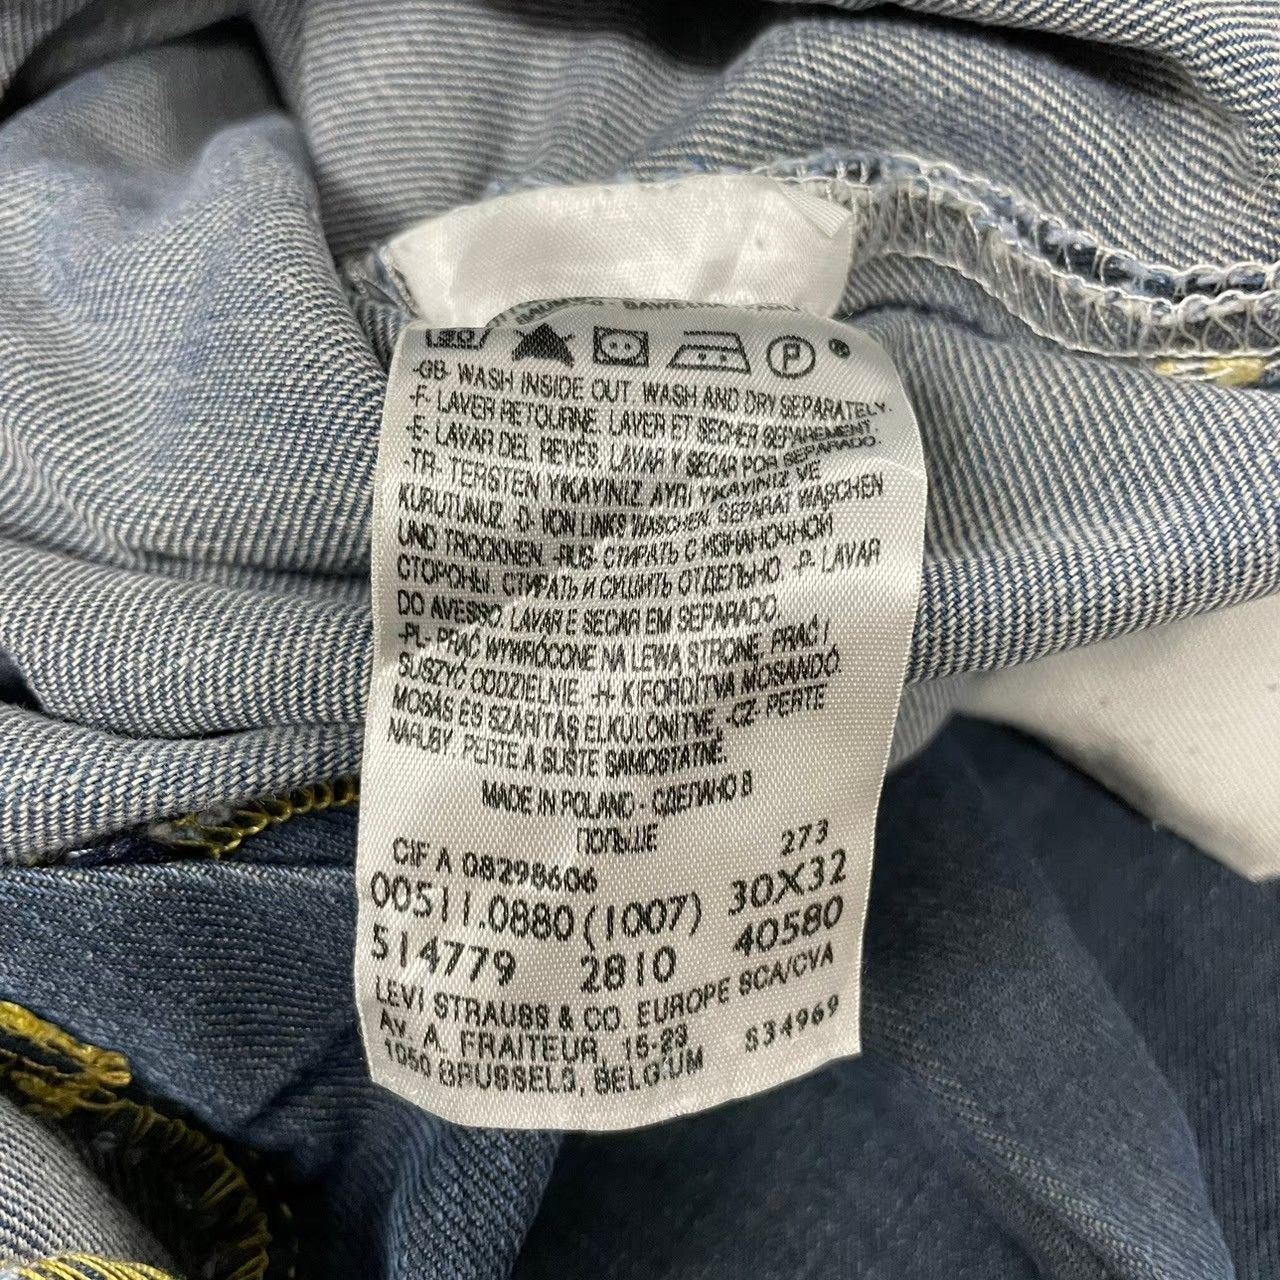 -GB- WASH INSIDE OUT. WASH AND DRY SEPARATELY.
-F- LAVER RETOURNE. LAVER ET SECHER SEPAREMENT.
-E- LAVAR DEL REVÉS. LAVAR Y SECAR POR SEPARADO.
-TR- TERSTEN YIKAYINIZ. AYRI YIKAYINIZ VE
KURUTUNUZ. -D- VON LINKS WASCHEN. SEPARAT WASCHEN
UND TROCKNEN. -RUS- СТИРАТЬ С ИЗНАНОЧНОЙ
СТОРОНЫ. СТИРАТЬ И СУШИТЬ ОТДЕЛЬНО. -P- LAVAR
DO AVESSO. LAVAR E SECAR EM SEPARADO.
-PL- PRAĆ WYWRÓCONE NA LEWA STRONE, PRAĆ I
SUSZYĆ ODDZIELNIE. -H- KIFORDÍTVA MOSANDÓ.
MOSÁS ÉS SZÁRÍTÁS ELKÜLÖNÍTVE. -CZ- PERTE
NARUBY. PERTE A SUŠTE SAMOSTATNĚ.
MADE IN POLAND - СДЕЛАНО В
ПОЛЬШЕ
CIF A 08298606 273
00511.0880 (1007) 30X32
514779 2810 40580
LEVI STRAUSS & CO. EUROPE SCA/CVA
AV. A. FRAITEUR, 15-23 S34969
1050 BRUSSELS, BELGIUM